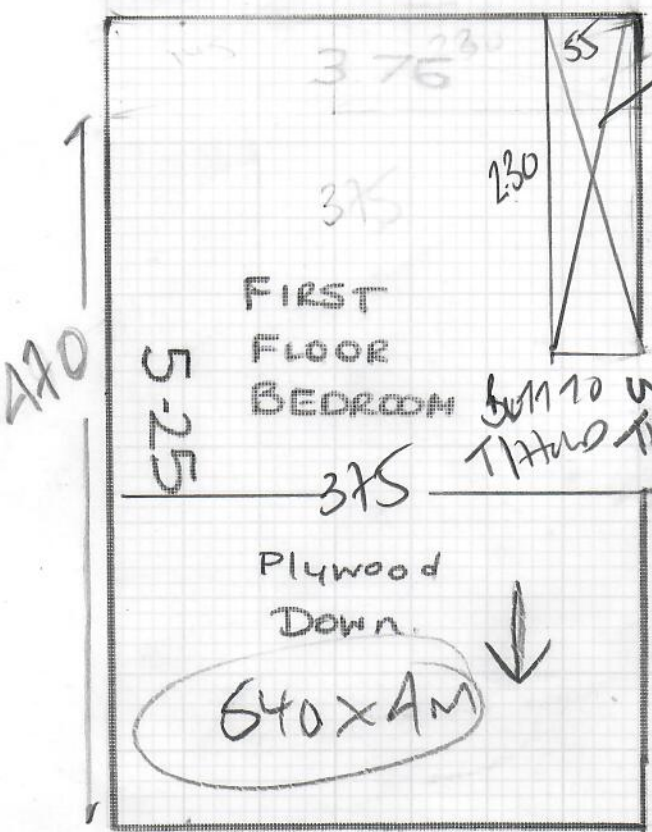 376
230
55
230
375
FIRST
FLOOR
BEDROOM
470
5-25
375
Plywood
Down.
640 x 4M